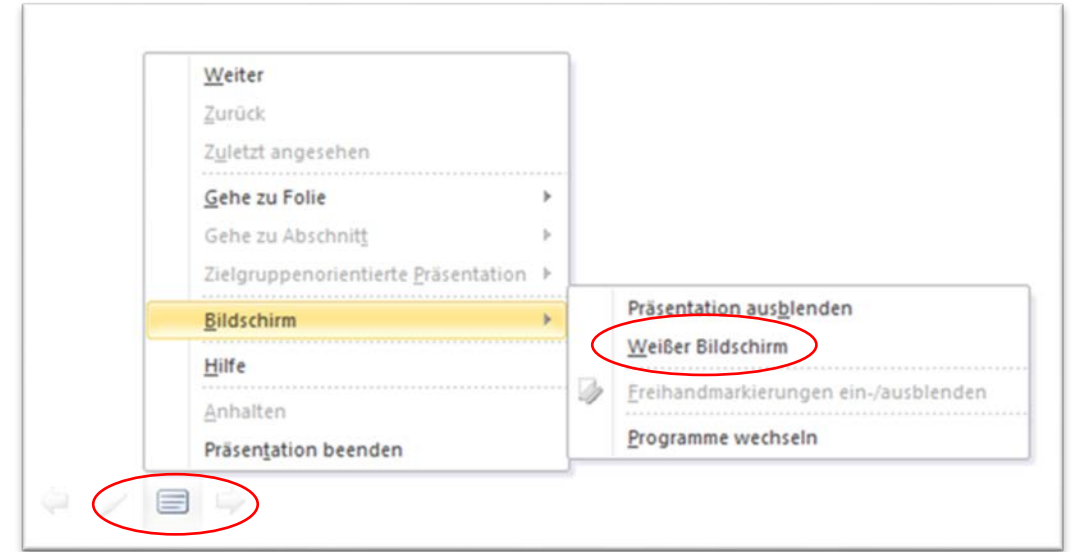 Weiter
Zurück
Zuletzt angesehen
Gehe zu Folie
Gehe zu Abschnitt
Zielgruppenorientierte Präsentation
Bildschirm
Hilfe
Anhalten
Präsentation beenden
Präsentation ausblenden
Weißer Bildschirm
Freihandmarkierungen ein-/ausblenden
Programme wechseln